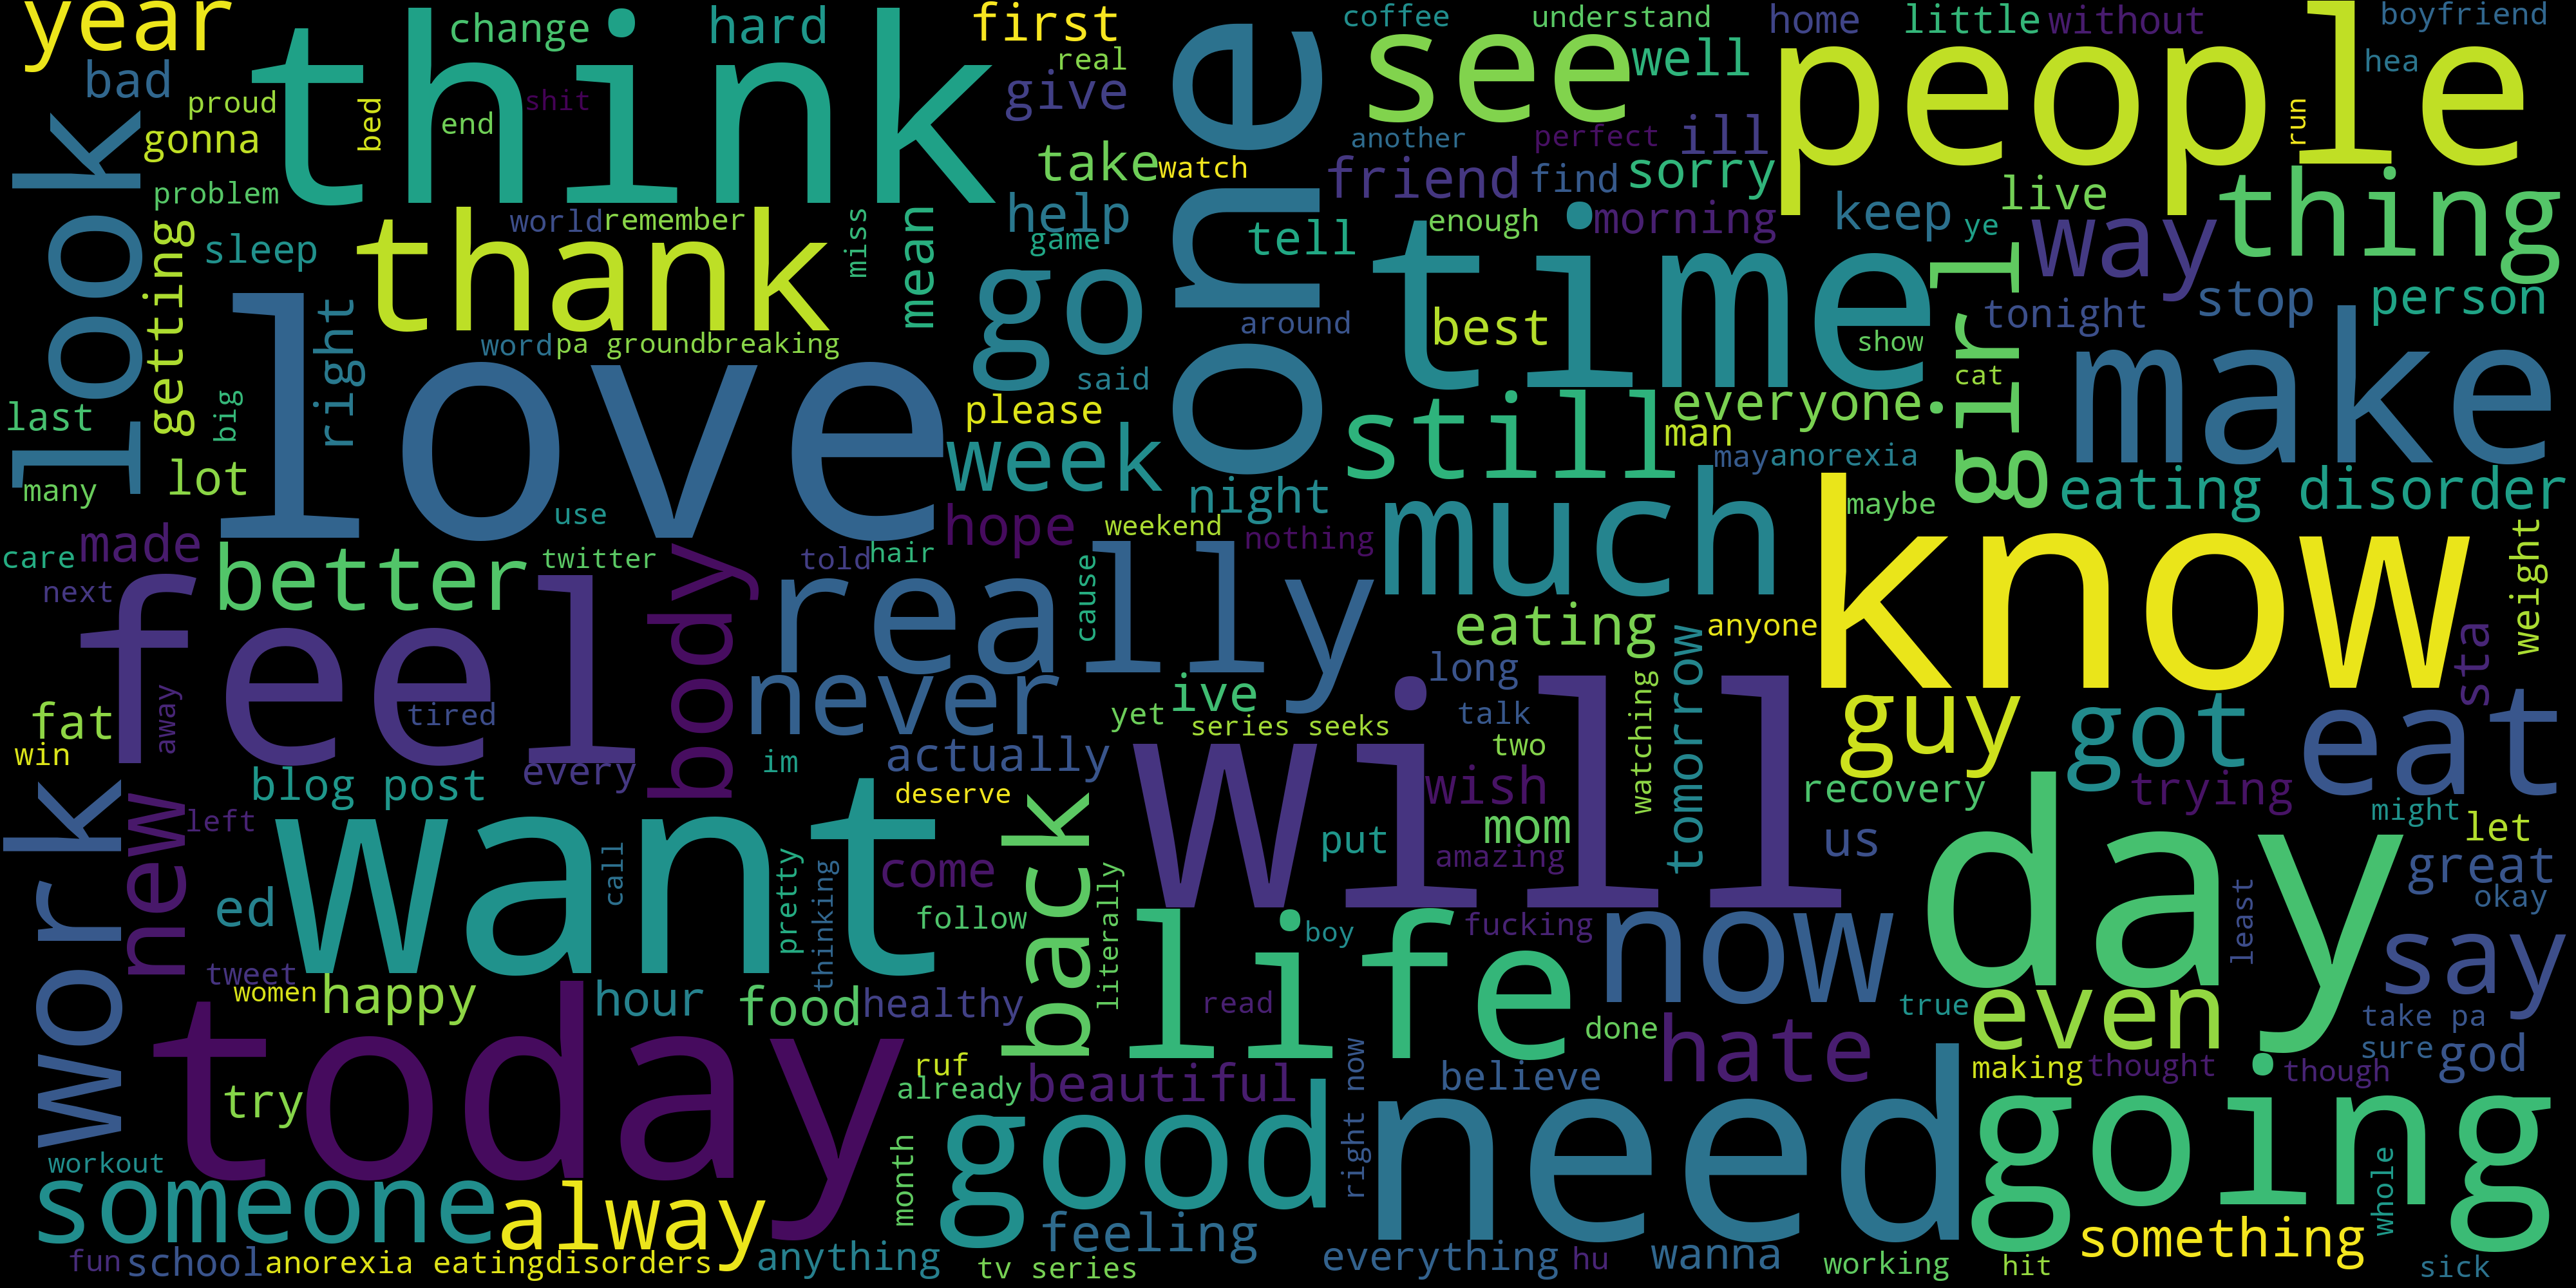 year
change
hard
first
coffee
understand
home
little
without
boyfriend
think
one
see
people
bad
real
well
hea
proud
bed
shit
give
look
gonna
end
another
perfect
ill
run
take
watch
friend
find
sorry
problem
thank
world
remember
miss
mean
help
game
tell
enough
time
morning
keep
live
ye
way
thing
getting
sleep
right
love
go
around
best
show
girl
tonight
stop
person
word
pa groundbreaking
said
cat
make
last
big
please
still
everyone
man
many
lot
week
night
may
anorexia
eating disorder
use
hope
weekend
nothing
much
maybe
know
weight
care
made
better
twitter
body
told
hair
cause
really
next
feel
eating
anyone
tomorrow
sta
fat
away
tired
never
yet
ive
long
talk
watching
guy
got
eat
win
series seeks
actually
two
work
new
blog post
every
im
will
wish
recovery
trying
day
left
want
deserve
back
put
mom
us
might
let
call
pretty
thinking
come
literally
amazing
great
ed
follow
life
boy
fucking
now
least
okay
tweet
women
happy
hour
food
healthy
read
say
today
done
true
even
take pa
try
ruf
already
beautiful
right now
believe
hate
making
thought
though
sure
god
good
need
going
workout
someone
alway
month
feeling
whole
something
fun
school
anorexia eatingdisorders
anything
tv series
everything
hu
wanna
working
hit
sick